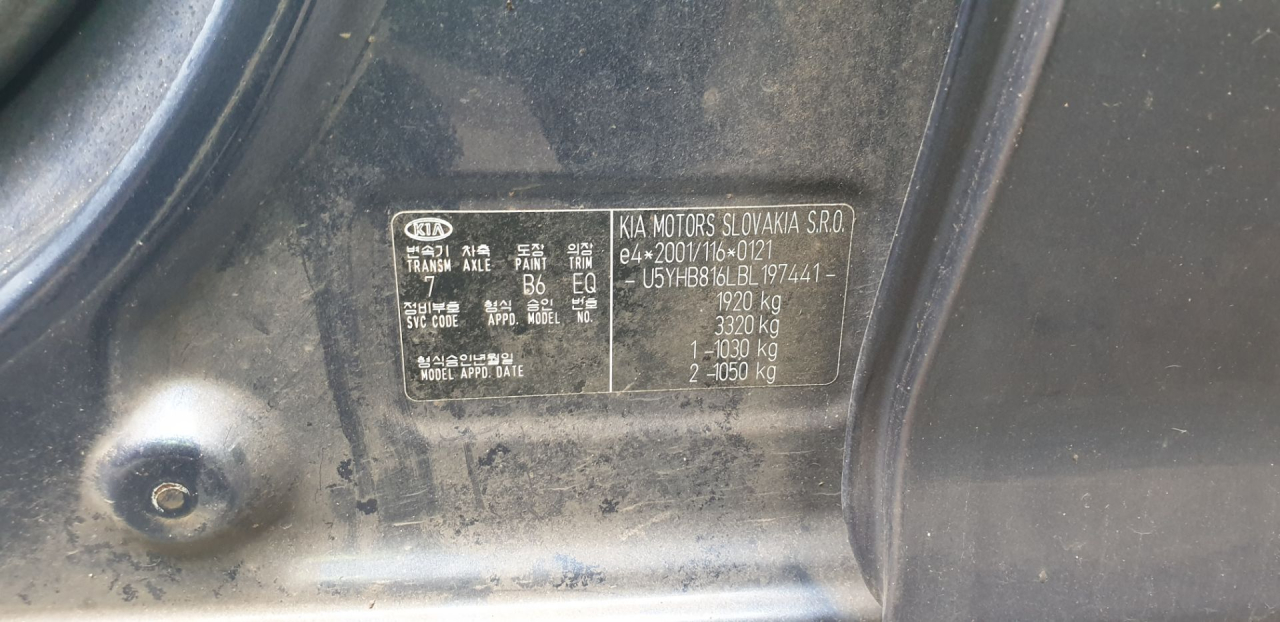 KIA
변속기 차축 도장 의장
TRANSM AXLE PAINT TRIM
7 B6 EQ
정비부호 형식 승인 번호
SVC CODE APPD. MODEL NO.
형식승인년월일
MODEL APPD. DATE
KIA MOTORS SLOVAKIA S.R.O.
e4*2001/116*0121
- U5YHB816LBL197441 -
1920 kg
3320 kg
1 -1030 kg
2 -1050 kg